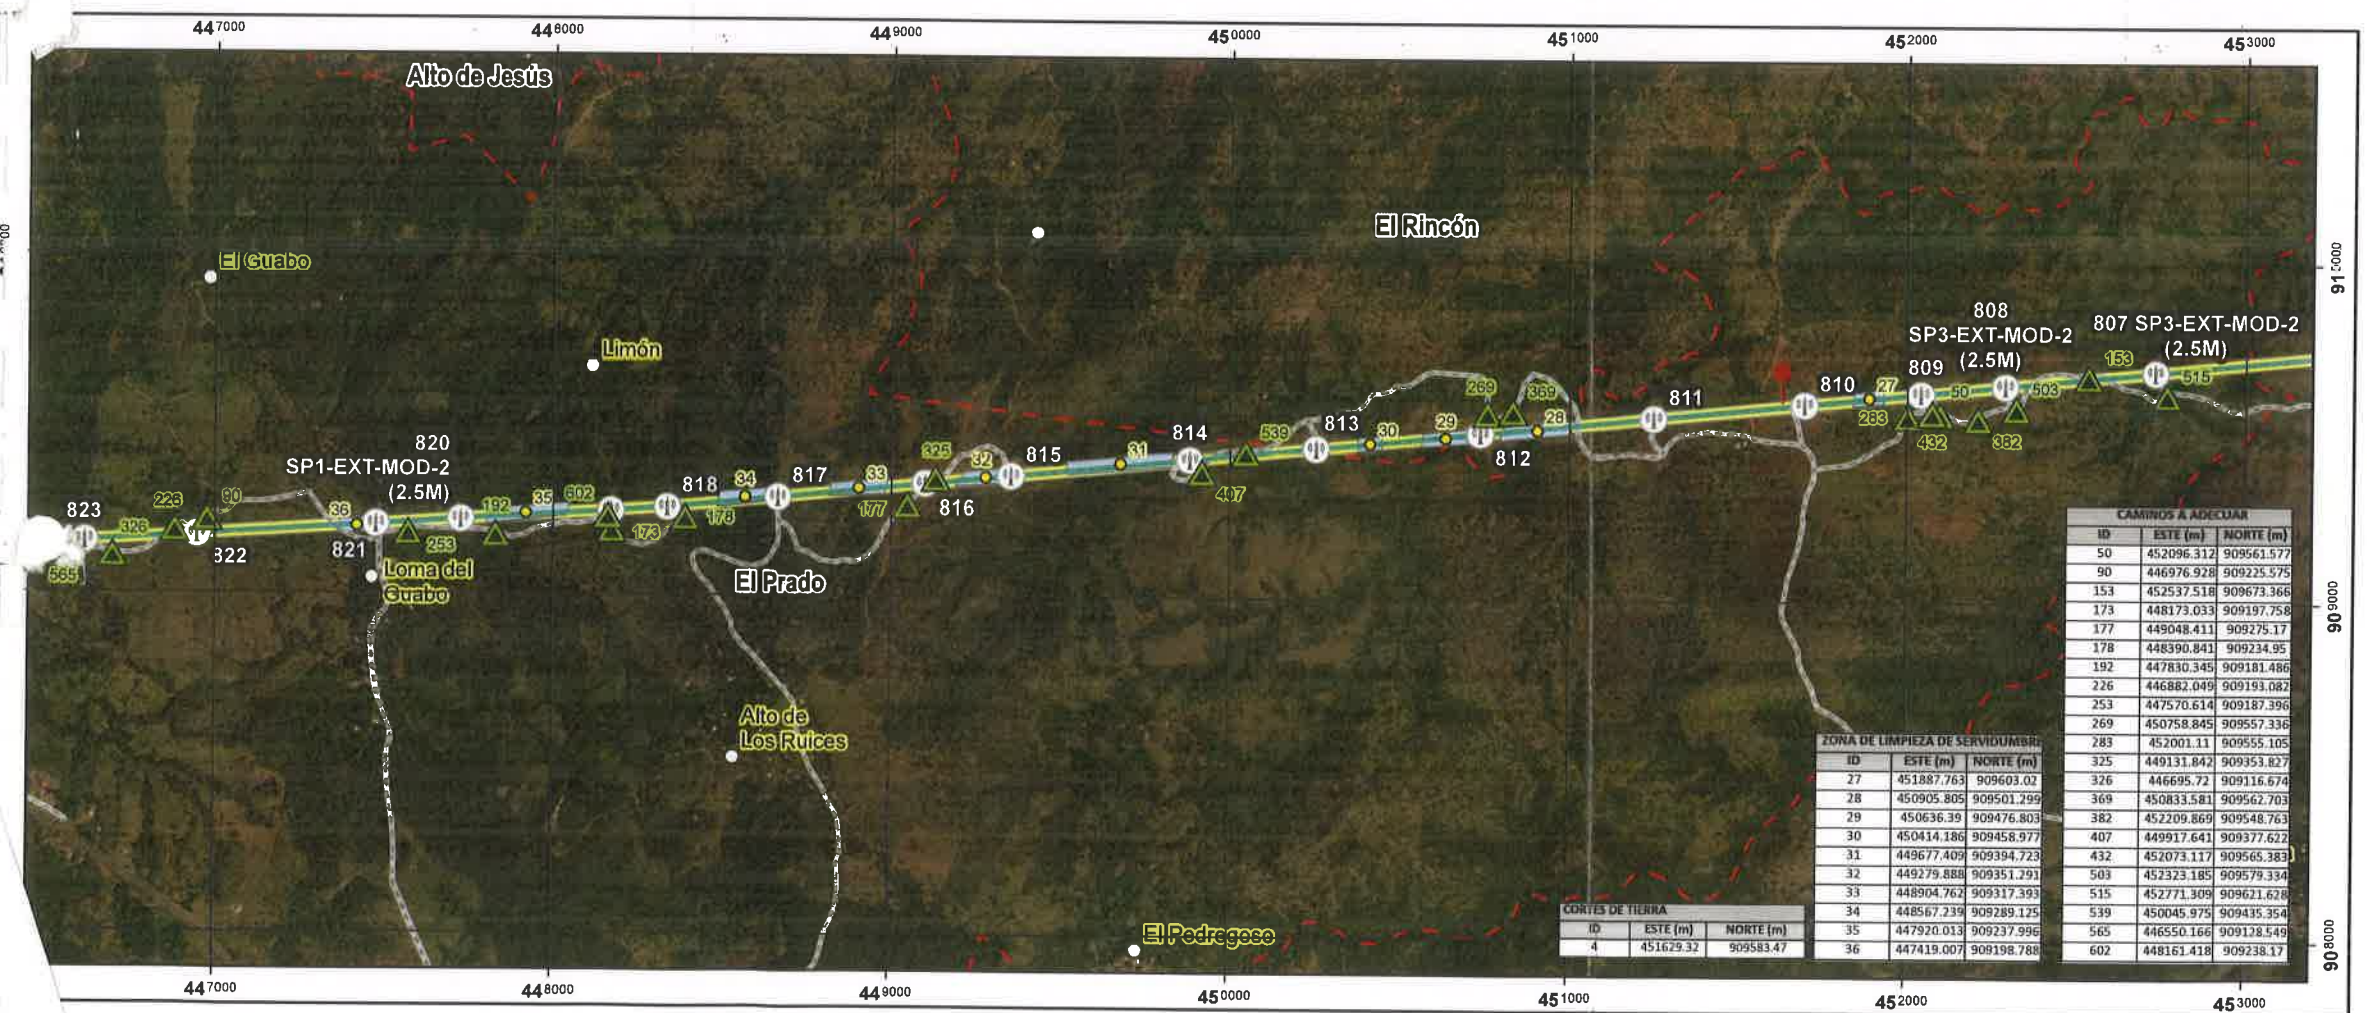 447000 448000 449000 450000 451000 452000 453000
Alto de Jesús
El Rincón
El Guabo
Limón
910000
808
SP3-EXT-MOD-2
(2.5M)
807 SP3-EXT-MOD-2
(2.5M)
153
515
809
50
503
810
27
283
432
382
811
269
369
28
29
812
30
813
539
814
407
31
815
32
325
816
33
177
817
34
818
178
173
602
35
192
820
SP1-EXT-MOD-2
(2.5M)
253
36
821
90
226
822
823
326
565
Loma del
Guabo
El Prado
909000
Alto de
Los Ruices
El Pedregoso
908000
CAMINOS A ADECUAR
ID ESTE (m) NORTE (m)
50 452096.312 909561.577
90 446976.928 909225.575
153 452537.518 909673.366
173 448173.033 909197.758
177 449048.411 909275.17
178 448390.841 909234.95
192 447830.345 909181.486
226 446882.049 909193.082
253 447570.614 909187.396
269 450758.845 909557.336
283 452001.11 909555.105
325 449131.842 909353.827
326 446695.72 909116.674
369 450833.581 909562.703
382 452209.869 909548.763
407 449917.641 909377.622
432 452073.117 909565.383
503 452323.185 909579.334
515 452771.309 909621.628
539 450045.975 909435.354
565 446550.166 909128.549
602 448161.418 909238.17
ZONA DE LIMPIEZA DE SERVIDUMBRE
ID ESTE (m) NORTE (m)
27 451887.763 909603.02
28 450905.805 909501.299
29 450636.39 909476.803
30 450414.186 909458.977
31 449677.409 909394.723
32 449279.888 909351.291
33 448904.762 909317.393
34 448567.239 909289.125
35 447920.013 909237.996
36 447419.007 909198.788
CORTES DE TIERRA
ID ESTE (m) NORTE (m)
4 451629.32 909583.47
447000 448000 449000 450000 451000 452000 453000